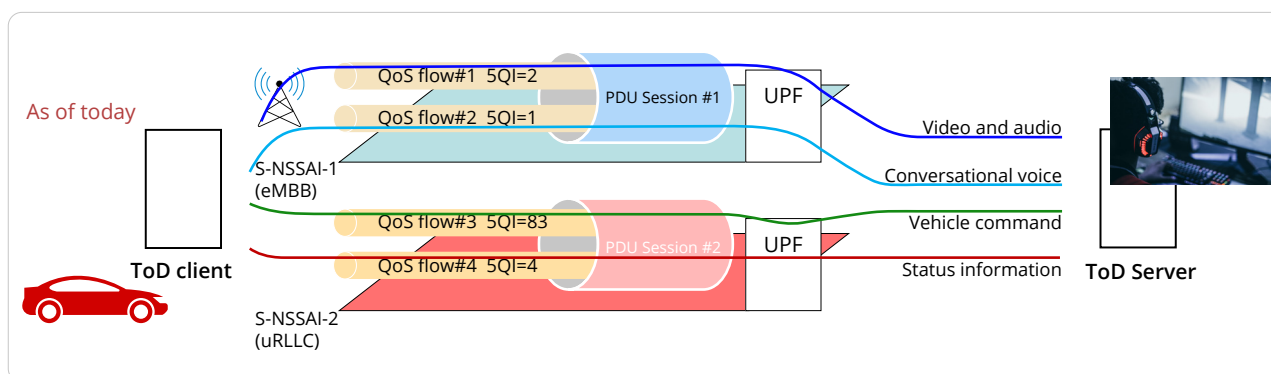 As of today
QoS flow#1 5QI=2
QoS flow#2 5QI=1
PDU Session #1
UPF
Video and audio
S-NSSAI-1
(eMBB)
Conversational voice
QoS flow#3 5QI=83
QoS flow#4 5QI=4
PDU Session #2
UPF
Vehicle command
Status information
ToD client
ToD Server
S-NSSAI-2
(uRLLC)